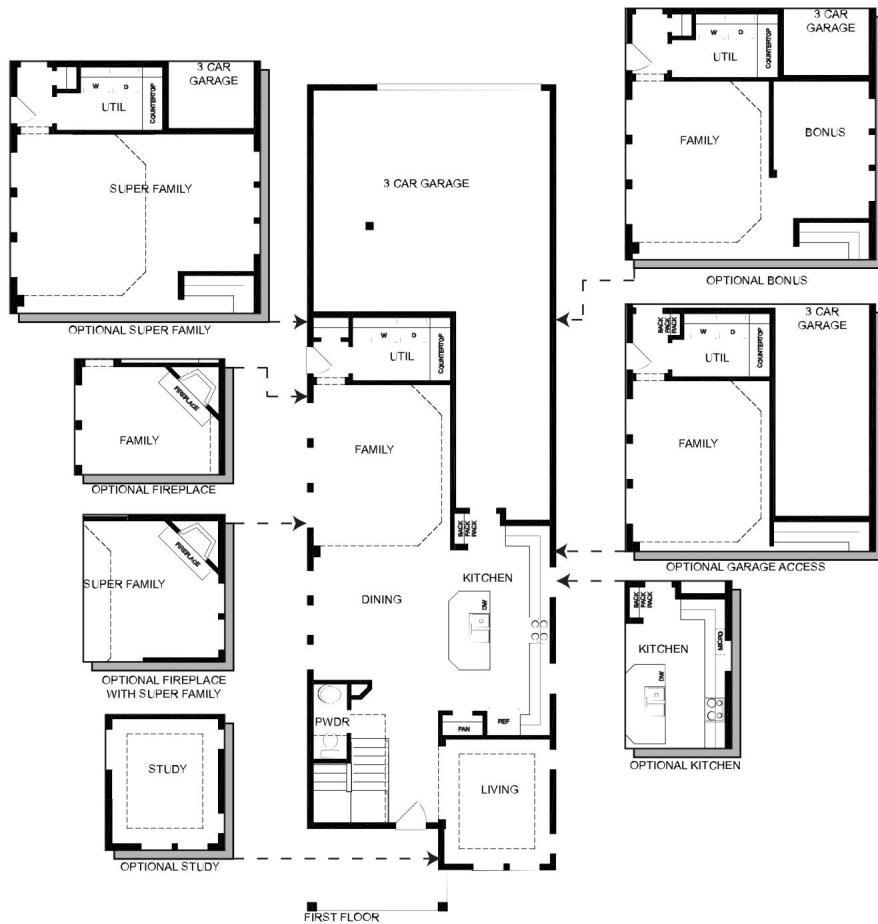 3 CAR
GARAGE
W D
COUNTERTOP
UTIL
SUPER FAMILY
OPTIONAL SUPER FAMILY
FIREPLACE
FAMILY
OPTIONAL FIREPLACE
FIREPLACE
SUPER FAMILY
OPTIONAL FIREPLACE
WITH SUPER FAMILY
STUDY
OPTIONAL STUDY
3 CAR GARAGE
W D
COUNTERTOP
UTIL
FAMILY
BACK
PACK
RACK
KITCHEN
DINING
DW
PWDR
PAN
REF
LIVING
FIRST FLOOR
3 CAR
GARAGE
W D
COUNTERTOP
UTIL
FAMILY
BONUS
OPTIONAL BONUS
BACK
PACK
RACK
3 CAR
GARAGE
W D
COUNTERTOP
UTIL
FAMILY
OPTIONAL GARAGE ACCESS
BACK
PACK
RACK
KITCHEN
MICRO
DW
OPTIONAL KITCHEN